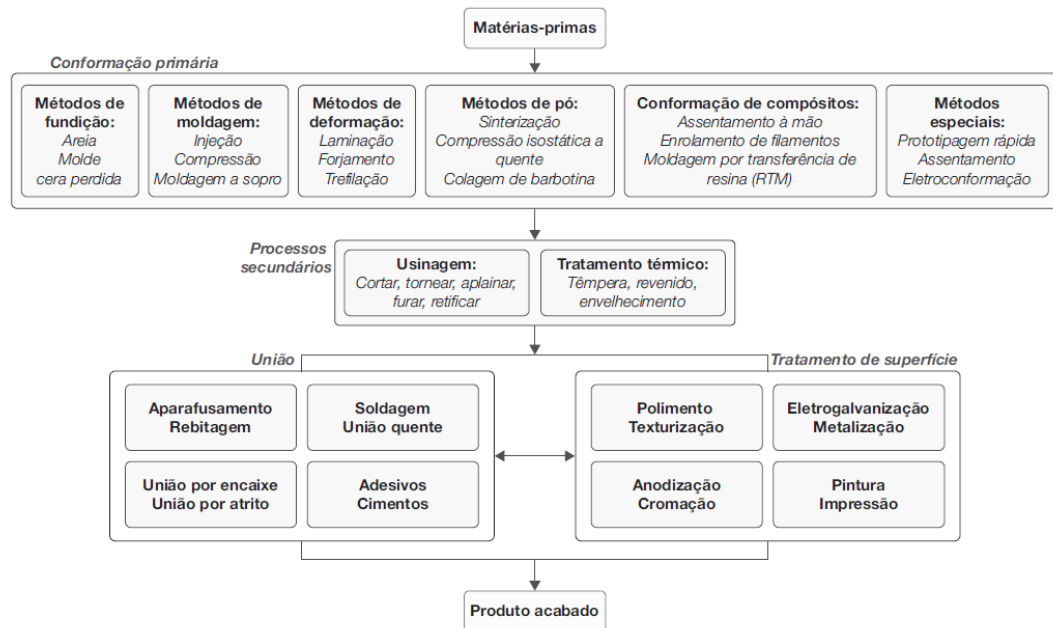 Matérias-primas
Conformação primária
Métodos de
fundição:
Areia
Molde
cera perdida
Métodos de
moldagem:
Injeção
Compressão
Moldagem a sopro
Métodos de
deformação:
Laminação
Forjamento
Trefilação
Métodos de pó:
Sinterização
Compressão isostática a
quente
Colagem de barbotina
Conformação de compósitos:
Assentamento à mão
Enrolamento de filamentos
Moldagem por transferência de
resina (RTM)
Métodos
especiais:
Prototipagem rápida
Assentamento
Eletroconformação
Processos
secundários
Usinagem:
Cortar, tornear, aplainar,
furar, retificar
Tratamento térmico:
Têmpera, revenido,
envelhecimento
União
Aparafusamento
Rebitagem
Soldagem
União quente
União por encaixe
União por atrito
Adesivos
Cimentos
Tratamento de superfície
Polimento
Texturização
Eletrogalvanização
Metalização
Anodização
Cromação
Pintura
Impressão
Produto acabado